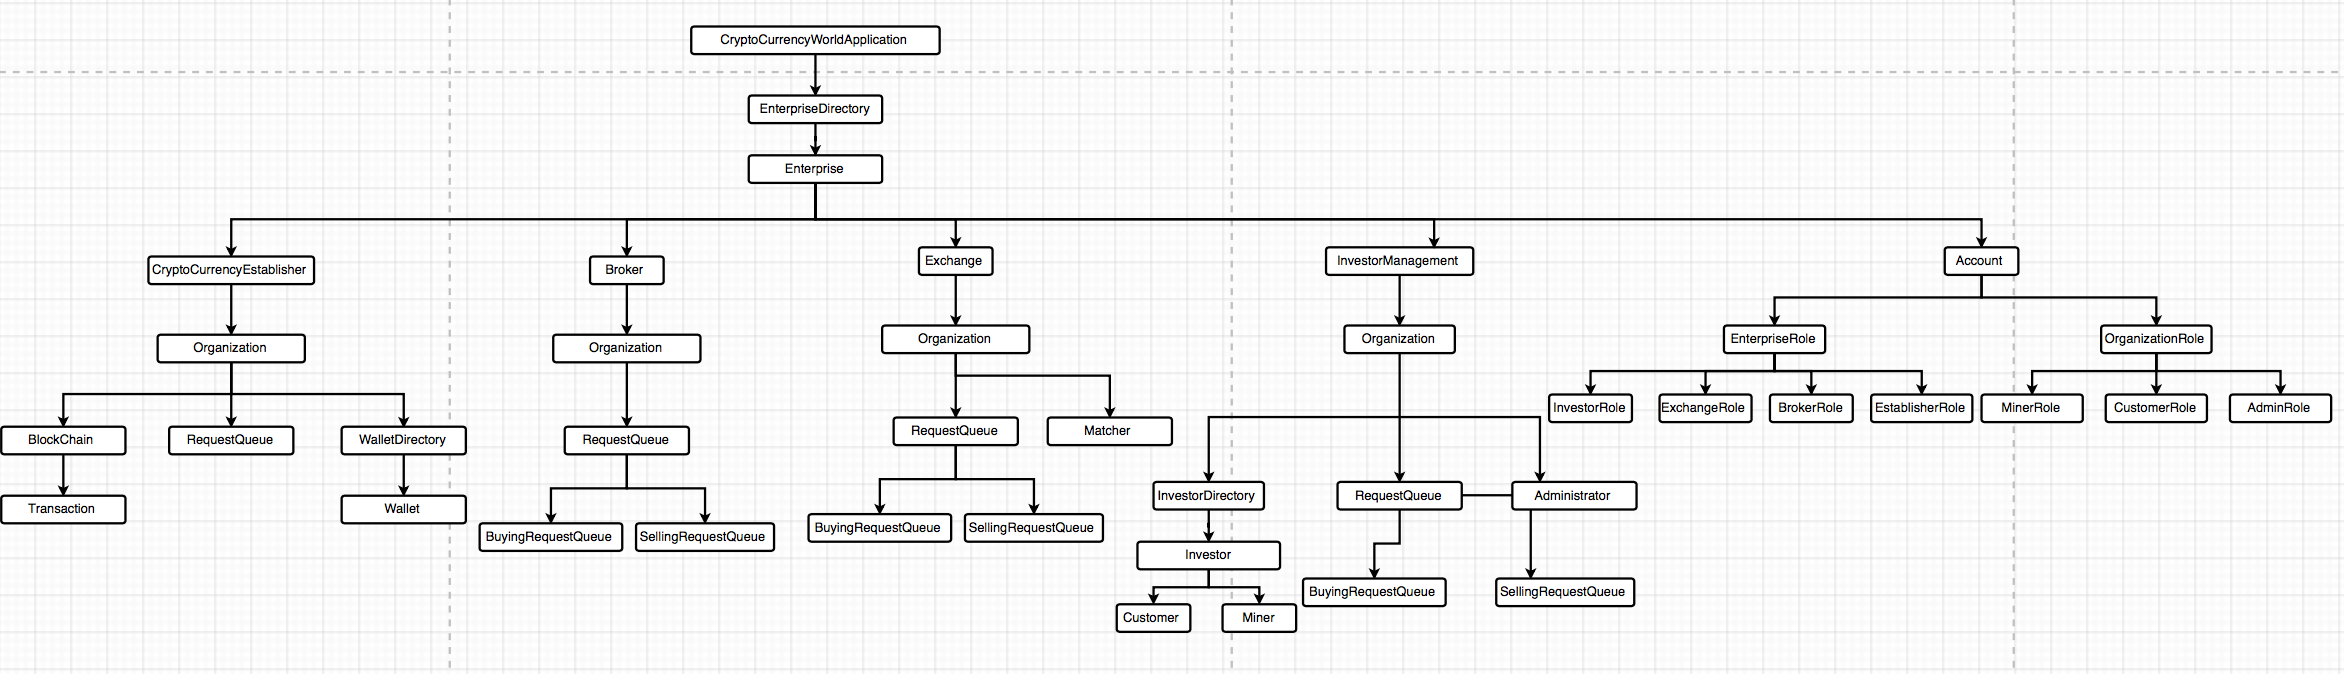 CryptoCurrencyWorldApplication
EnterpriseDirectory
Enterprise
CryptoCurrencyEstablisher
Broker
Exchange
InvestorManagement
Account
Organization
Organization
Organization
Organization
EnterpriseRole
OrganizationRole
InvestorRole
ExchangeRole
BrokerRole
EstablisherRole
MinerRole
CustomerRole
AdminRole
BlockChain
RequestQueue
WalletDirectory
RequestQueue
RequestQueue
Matcher
Transaction
Wallet
BuyingRequestQueue
SellingRequestQueue
BuyingRequestQueue
SellingRequestQueue
InvestorDirectory
RequestQueue
Administrator
Investor
BuyingRequestQueue
SellingRequestQueue
Customer
Miner